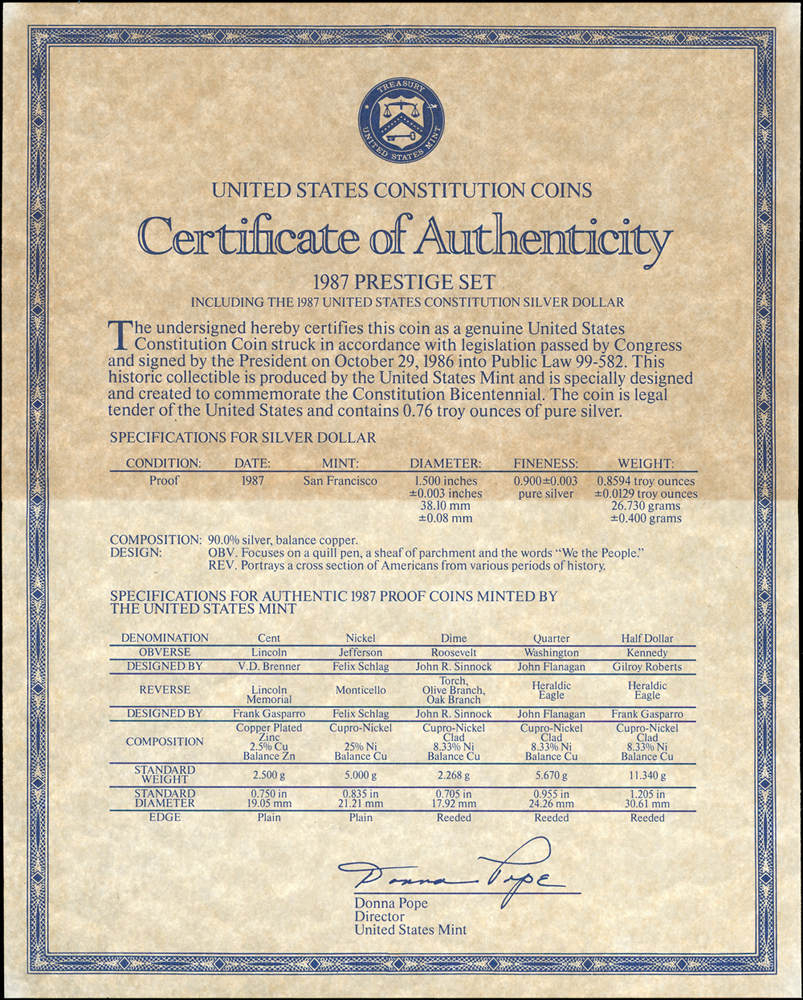 TREASURY
UNITED STATES MINT
UNITED STATES CONSTITUTION COINS
Certificate of Authenticity
1987 PRESTIGE SET
INCLUDING THE 1987 UNITED STATES CONSTITUTION SILVER DOLLAR
The undersigned hereby certifies this coin as a genuine United States
Constitution Coin struck in accordance with legislation passed by Congress
and signed by the President on October 29, 1986 into Public Law 99-582. This
historic collectible is produced by the United States Mint and is specially designed
and created to commemorate the Constitution Bicentennial. The coin is legal
tender of the United States and contains 0.76 troy ounces of pure silver.
SPECIFICATIONS FOR SILVER DOLLAR
CONDITION: DATE: MINT: DIAMETER: FINENESS: WEIGHT:
Proof 1987 San Francisco 1.500 inches 0.900±0.003 0.8594 troy ounces
±0.003 inches pure silver ±0.0129 troy ounces
38.10 mm 26.730 grams
±0.08 mm ±0.400 grams
COMPOSITION: 90.0% silver, balance copper.
DESIGN: OBV. Focuses on a quill pen, a sheaf of parchment and the words “We the People.”
REV. Portrays a cross section of Americans from various periods of history.
SPECIFICATIONS FOR AUTHENTIC 1987 PROOF COINS MINTED BY
THE UNITED STATES MINT
DENOMINATION Cent Nickel Dime Quarter Half Dollar
OBVERSE Lincoln Jefferson Roosevelt Washington Kennedy
DESIGNED BY V.D. Brenner Felix Schlag John R. Sinnock John Flanagan Gilroy Roberts
REVERSE Lincoln Memorial Monticello Torch, Olive Branch, Oak Branch Heraldic Eagle Heraldic Eagle
DESIGNED BY Frank Gasparro Felix Schlag John R. Sinnock John Flanagan Frank Gasparro
COMPOSITION Copper Plated Zinc 2.5% Cu Balance Zn Cupro-Nickel 25% Ni Balance Cu Cupro-Nickel Clad 8.33% Ni Balance Cu Cupro-Nickel Clad 8.33% Ni Balance Cu Cupro-Nickel Clad 8.33% Ni Balance Cu
STANDARD WEIGHT 2.500 g 5.000 g 2.268 g 5.670 g 11.340 g
STANDARD DIAMETER 0.750 in 19.05 mm 0.835 in 21.21 mm 0.705 in 17.92 mm 0.955 in 24.26 mm 1.205 in 30.61 mm
EDGE Plain Plain Reeded Reeded Reeded
Donna Pope
Donna Pope
Director
United States Mint